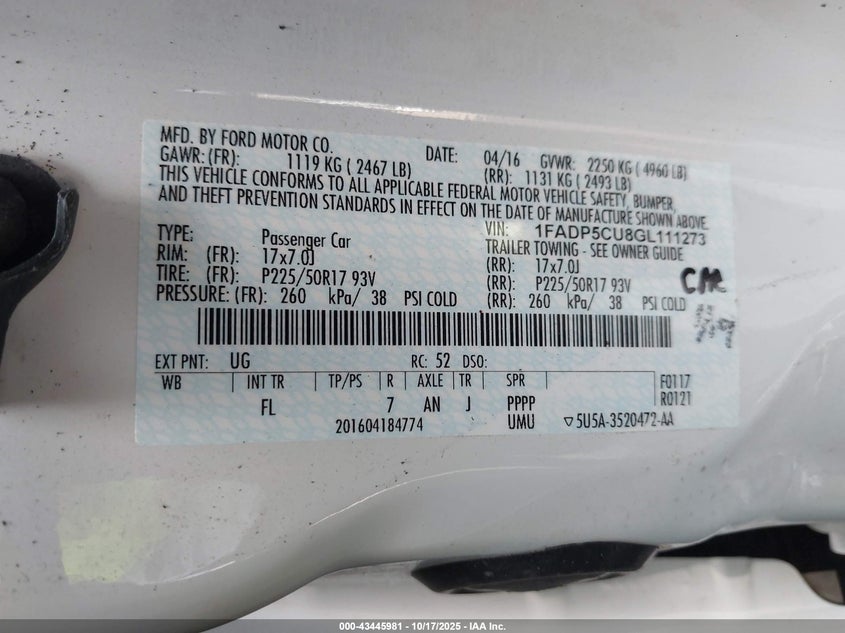 MFD. BY FORD MOTOR CO. DATE: 04/16 GVWR: 2250 KG ( 4960 LB)
GAWR: (FR): 1119 KG ( 2467 LB) (RR): 1131 KG ( 2493 LB)
THIS VEHICLE CONFORMS TO ALL APPLICABLE FEDERAL MOTOR VEHICLE SAFETY, BUMPER,
AND THEFT PREVENTION STANDARDS IN EFFECT ON THE DATE OF MANUFACTURE SHOWN ABOVE.
VIN: 1FADP5CU8GL111273
TYPE: Passenger Car TRAILER TOWING - SEE OWNER GUIDE
RIM: (FR): 17x7.0J (RR): 17x7.0J
TIRE: (FR): P225/50R17 93V (RR): P225/50R17 93V
PRESSURE: (FR): 260 kPa/ 38 PSI COLD (RR): 260 kPa/ 38 PSI COLD
EXT PNT: UG RC: 52 DSO:
WB INT TR TP/PS R AXLE TR SPR F0117
FL 7 AN J PPPP R0121
201604184774 UMU ▽5U5A-3520472-AA
000-43445981 - 10/17/2025 - IAA Inc.